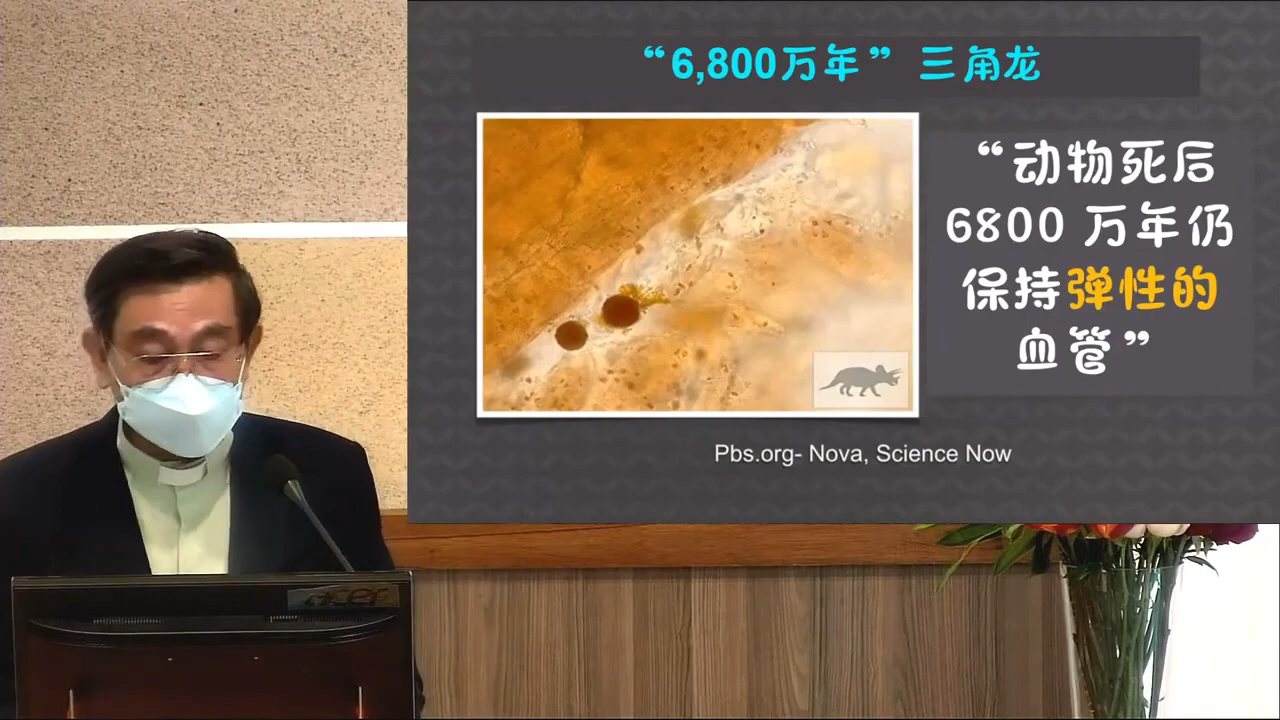 “6,800万年” 三角龙
“动物死后
6800 万年仍
保持弹性的
血管”
Pbs.org- Nova, Science Now
acer